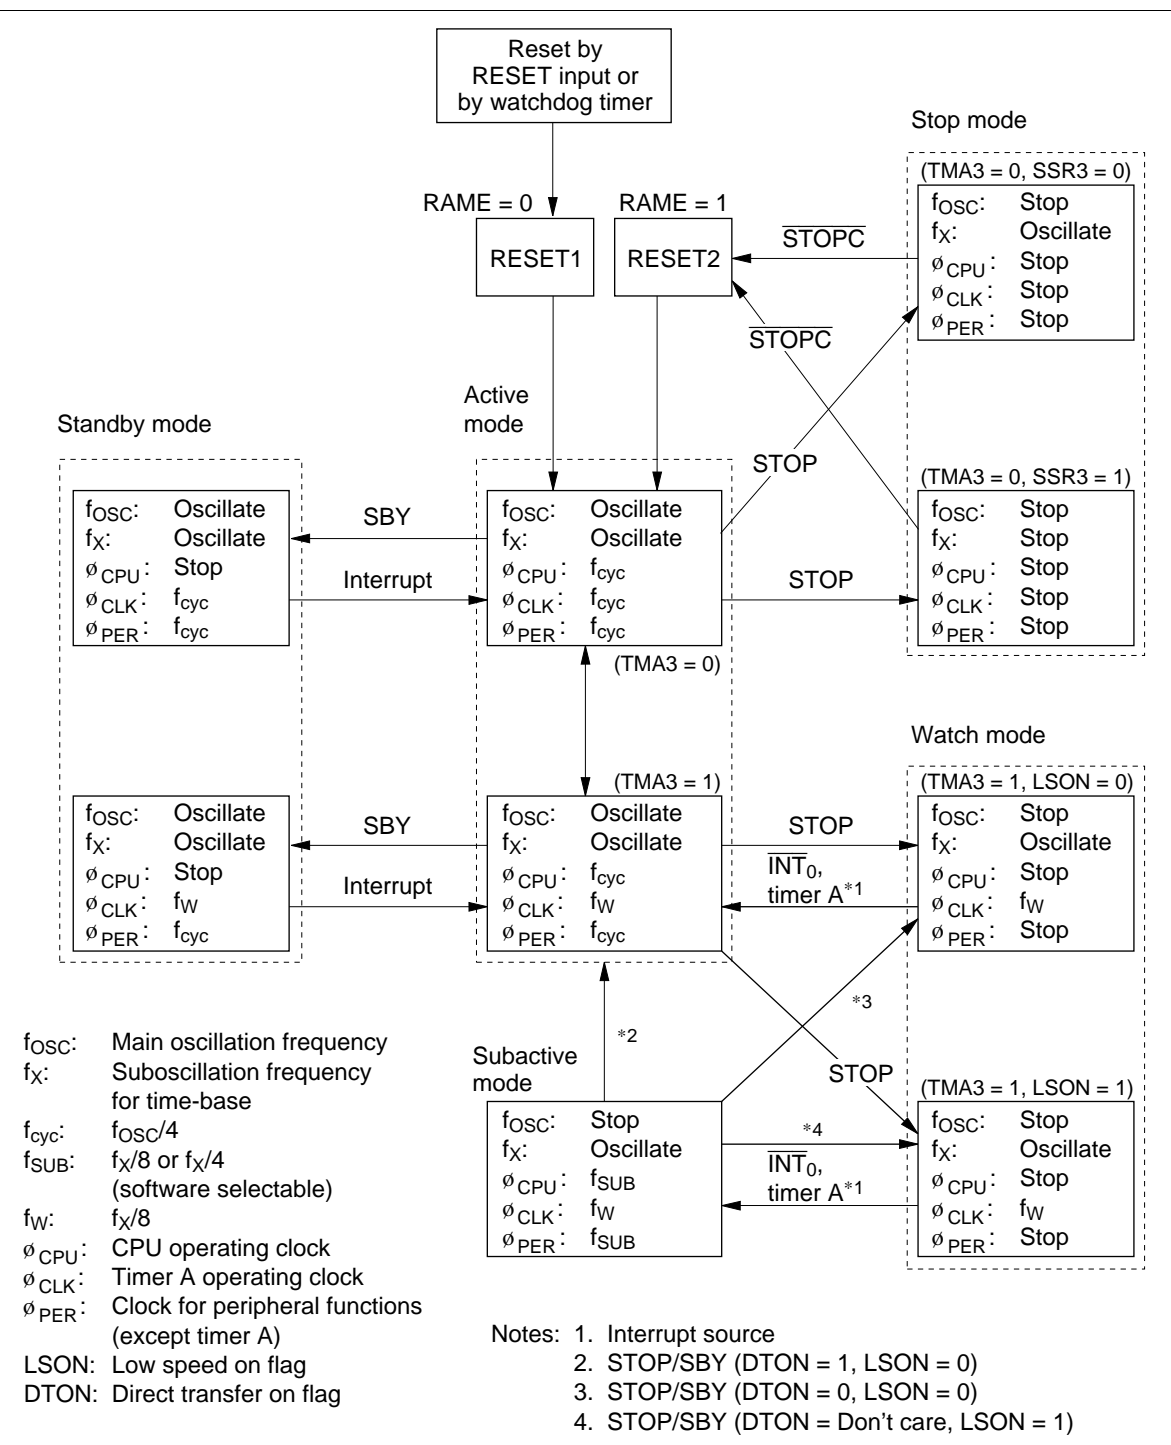 Reset by
RESET input or
by watchdog timer
Stop mode
RAME = 0
RAME = 1
(TMA3 = 0, SSR3 = 0)
fOSC: Stop
fX: Oscillate
øCPU: Stop
øCLK: Stop
øPER: Stop
RESET1
RESET2
STOPC
STOPC
Standby mode
Active
mode
STOP
(TMA3 = 0, SSR3 = 1)
fOSC: Stop
fX: Stop
øCPU: Stop
øCLK: Stop
øPER: Stop
fOSC: Oscillate
fX: Oscillate
øCPU: Stop
øCLK: fcyc
øPER: fcyc
SBY
Interrupt
fOSC: Oscillate
fX: Oscillate
øCPU: fcyc
øCLK: fcyc
øPER: fcyc
STOP
(TMA3 = 0)
Watch mode
(TMA3 = 1)
(TMA3 = 1, LSON = 0)
fOSC: Oscillate
fX: Oscillate
øCPU: Stop
øCLK: fW
øPER: fcyc
SBY
Interrupt
fOSC: Oscillate
fX: Oscillate
øCPU: fcyc
øCLK: fW
øPER: fcyc
STOP
INT0,
timer A*1
fOSC: Stop
fX: Oscillate
øCPU: Stop
øCLK: fW
øPER: Stop
*3
*2
Subactive
mode
STOP
(TMA3 = 1, LSON = 1)
fOSC: Stop
fX: Oscillate
øCPU: fSUB
øCLK: fW
øPER: fSUB
*4
INT0,
timer A*1
fOSC: Stop
fX: Oscillate
øCPU: Stop
øCLK: fW
øPER: Stop
fOSC: Main oscillation frequency
fX: Suboscillation frequency
for time-base
fcyc: fOSC/4
fSUB: fX/8 or fX/4
(software selectable)
fW: fX/8
øCPU: CPU operating clock
øCLK: Timer A operating clock
øPER: Clock for peripheral functions
(except timer A)
LSON: Low speed on flag
DTON: Direct transfer on flag
Notes: 1. Interrupt source
2. STOP/SBY (DTON = 1, LSON = 0)
3. STOP/SBY (DTON = 0, LSON = 0)
4. STOP/SBY (DTON = Don't care, LSON = 1)